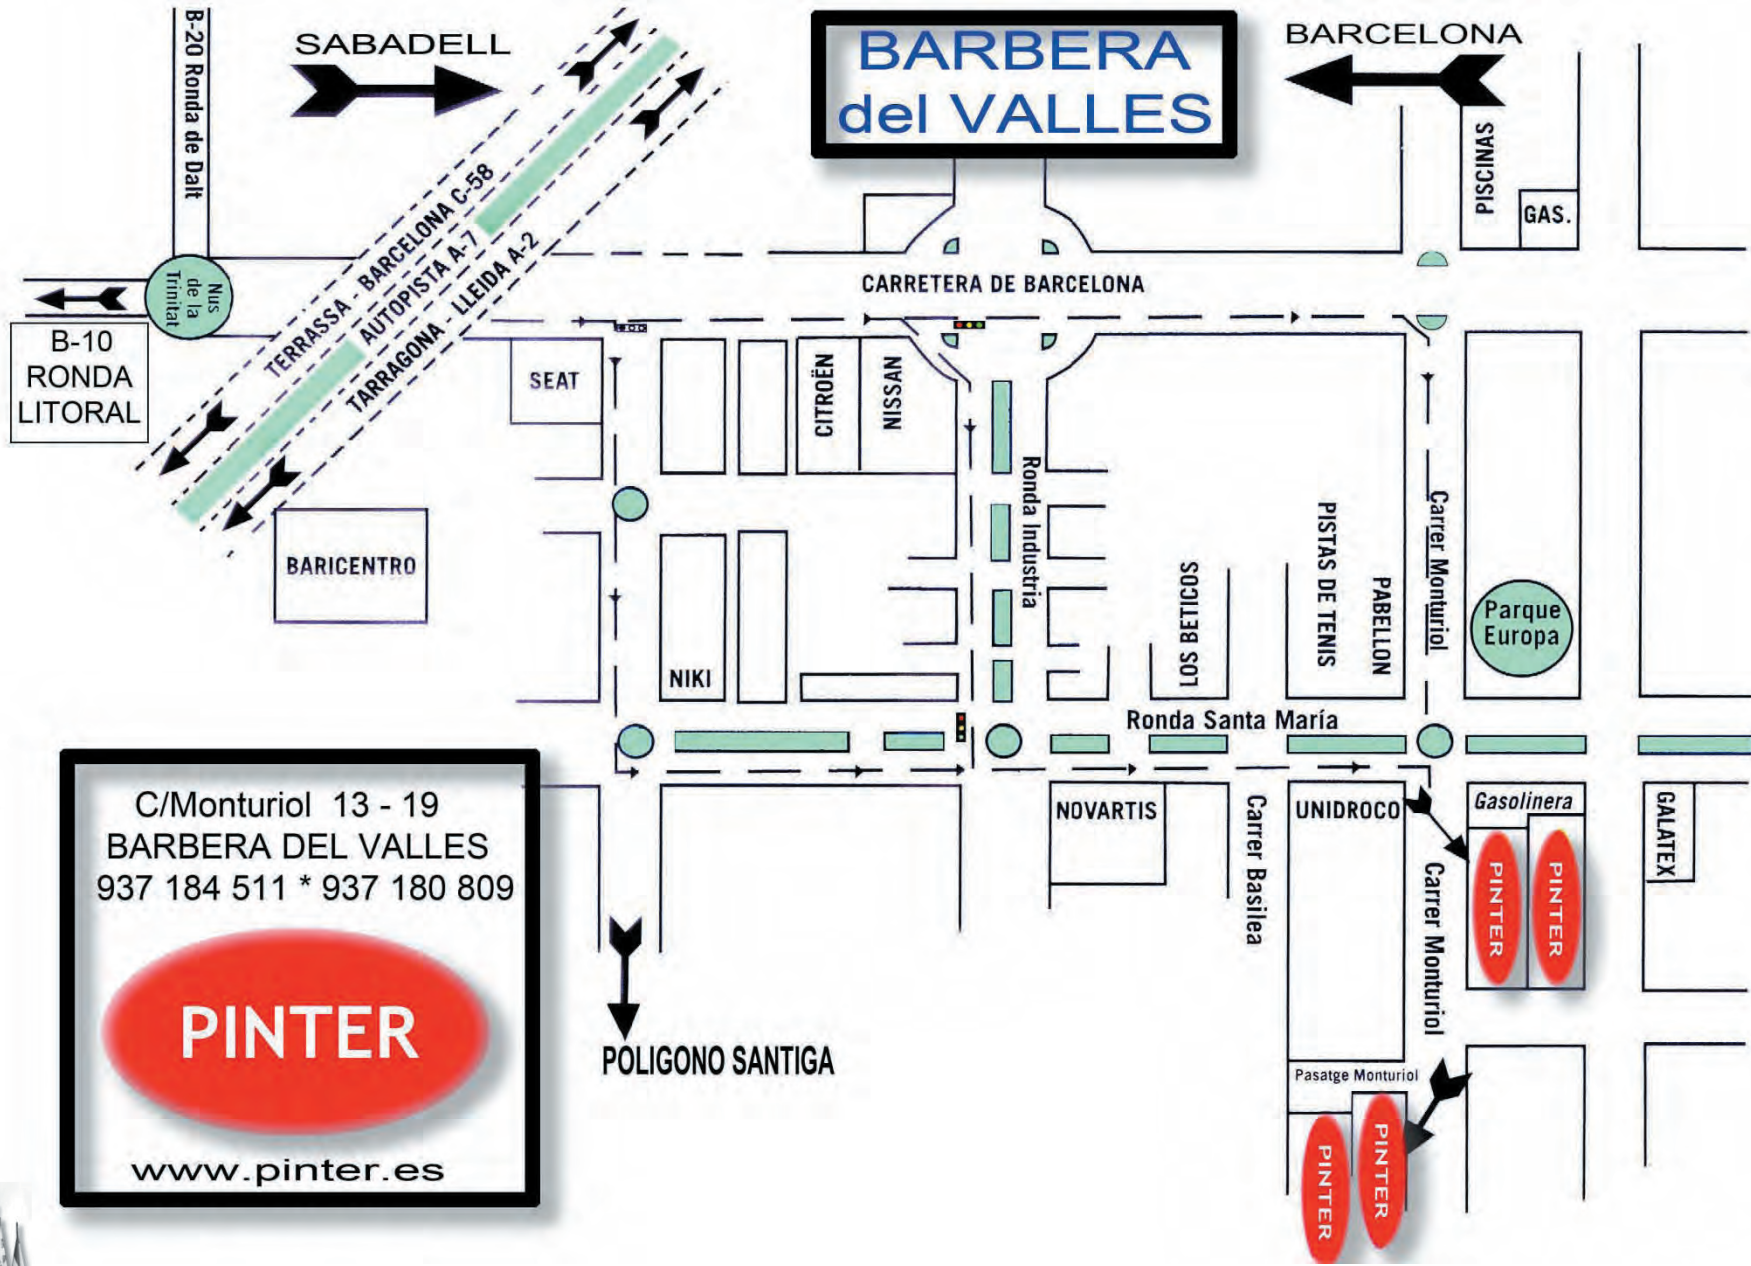 B-20 Ronda de Dalt
SABADELL
BARBERA
del VALLES
BARCELONA
PISCINAS
GAS.
Nus
de la
Trinitat
TERRASSA - BARCELONA C-58
AUTOPISTA A-7
TARRAGONA - LLEIDA A-2
CARRETERA DE BARCELONA
B-10
RONDA
LITORAL
SEAT
CITROËN
NISSAN
Ronda Industria
BARICENTRO
LOS BETICOS
PISTAS DE TENIS
PABELLON
Carrer Monturiol
Parque
Europa
NIKI
Ronda Santa María
C/Monturiol 13 - 19
BARBERA DEL VALLES
937 184 511 * 937 180 809
PINTER
www.pinter.es
NOVARTIS
Carrer Basilea
UNIDROCO
Gasolinera
PINTER
PINTER
GALATEX
Carrer Monturiol
POLIGONO SANTIGA
Pasatge Monturiol
PINTER
PINTER